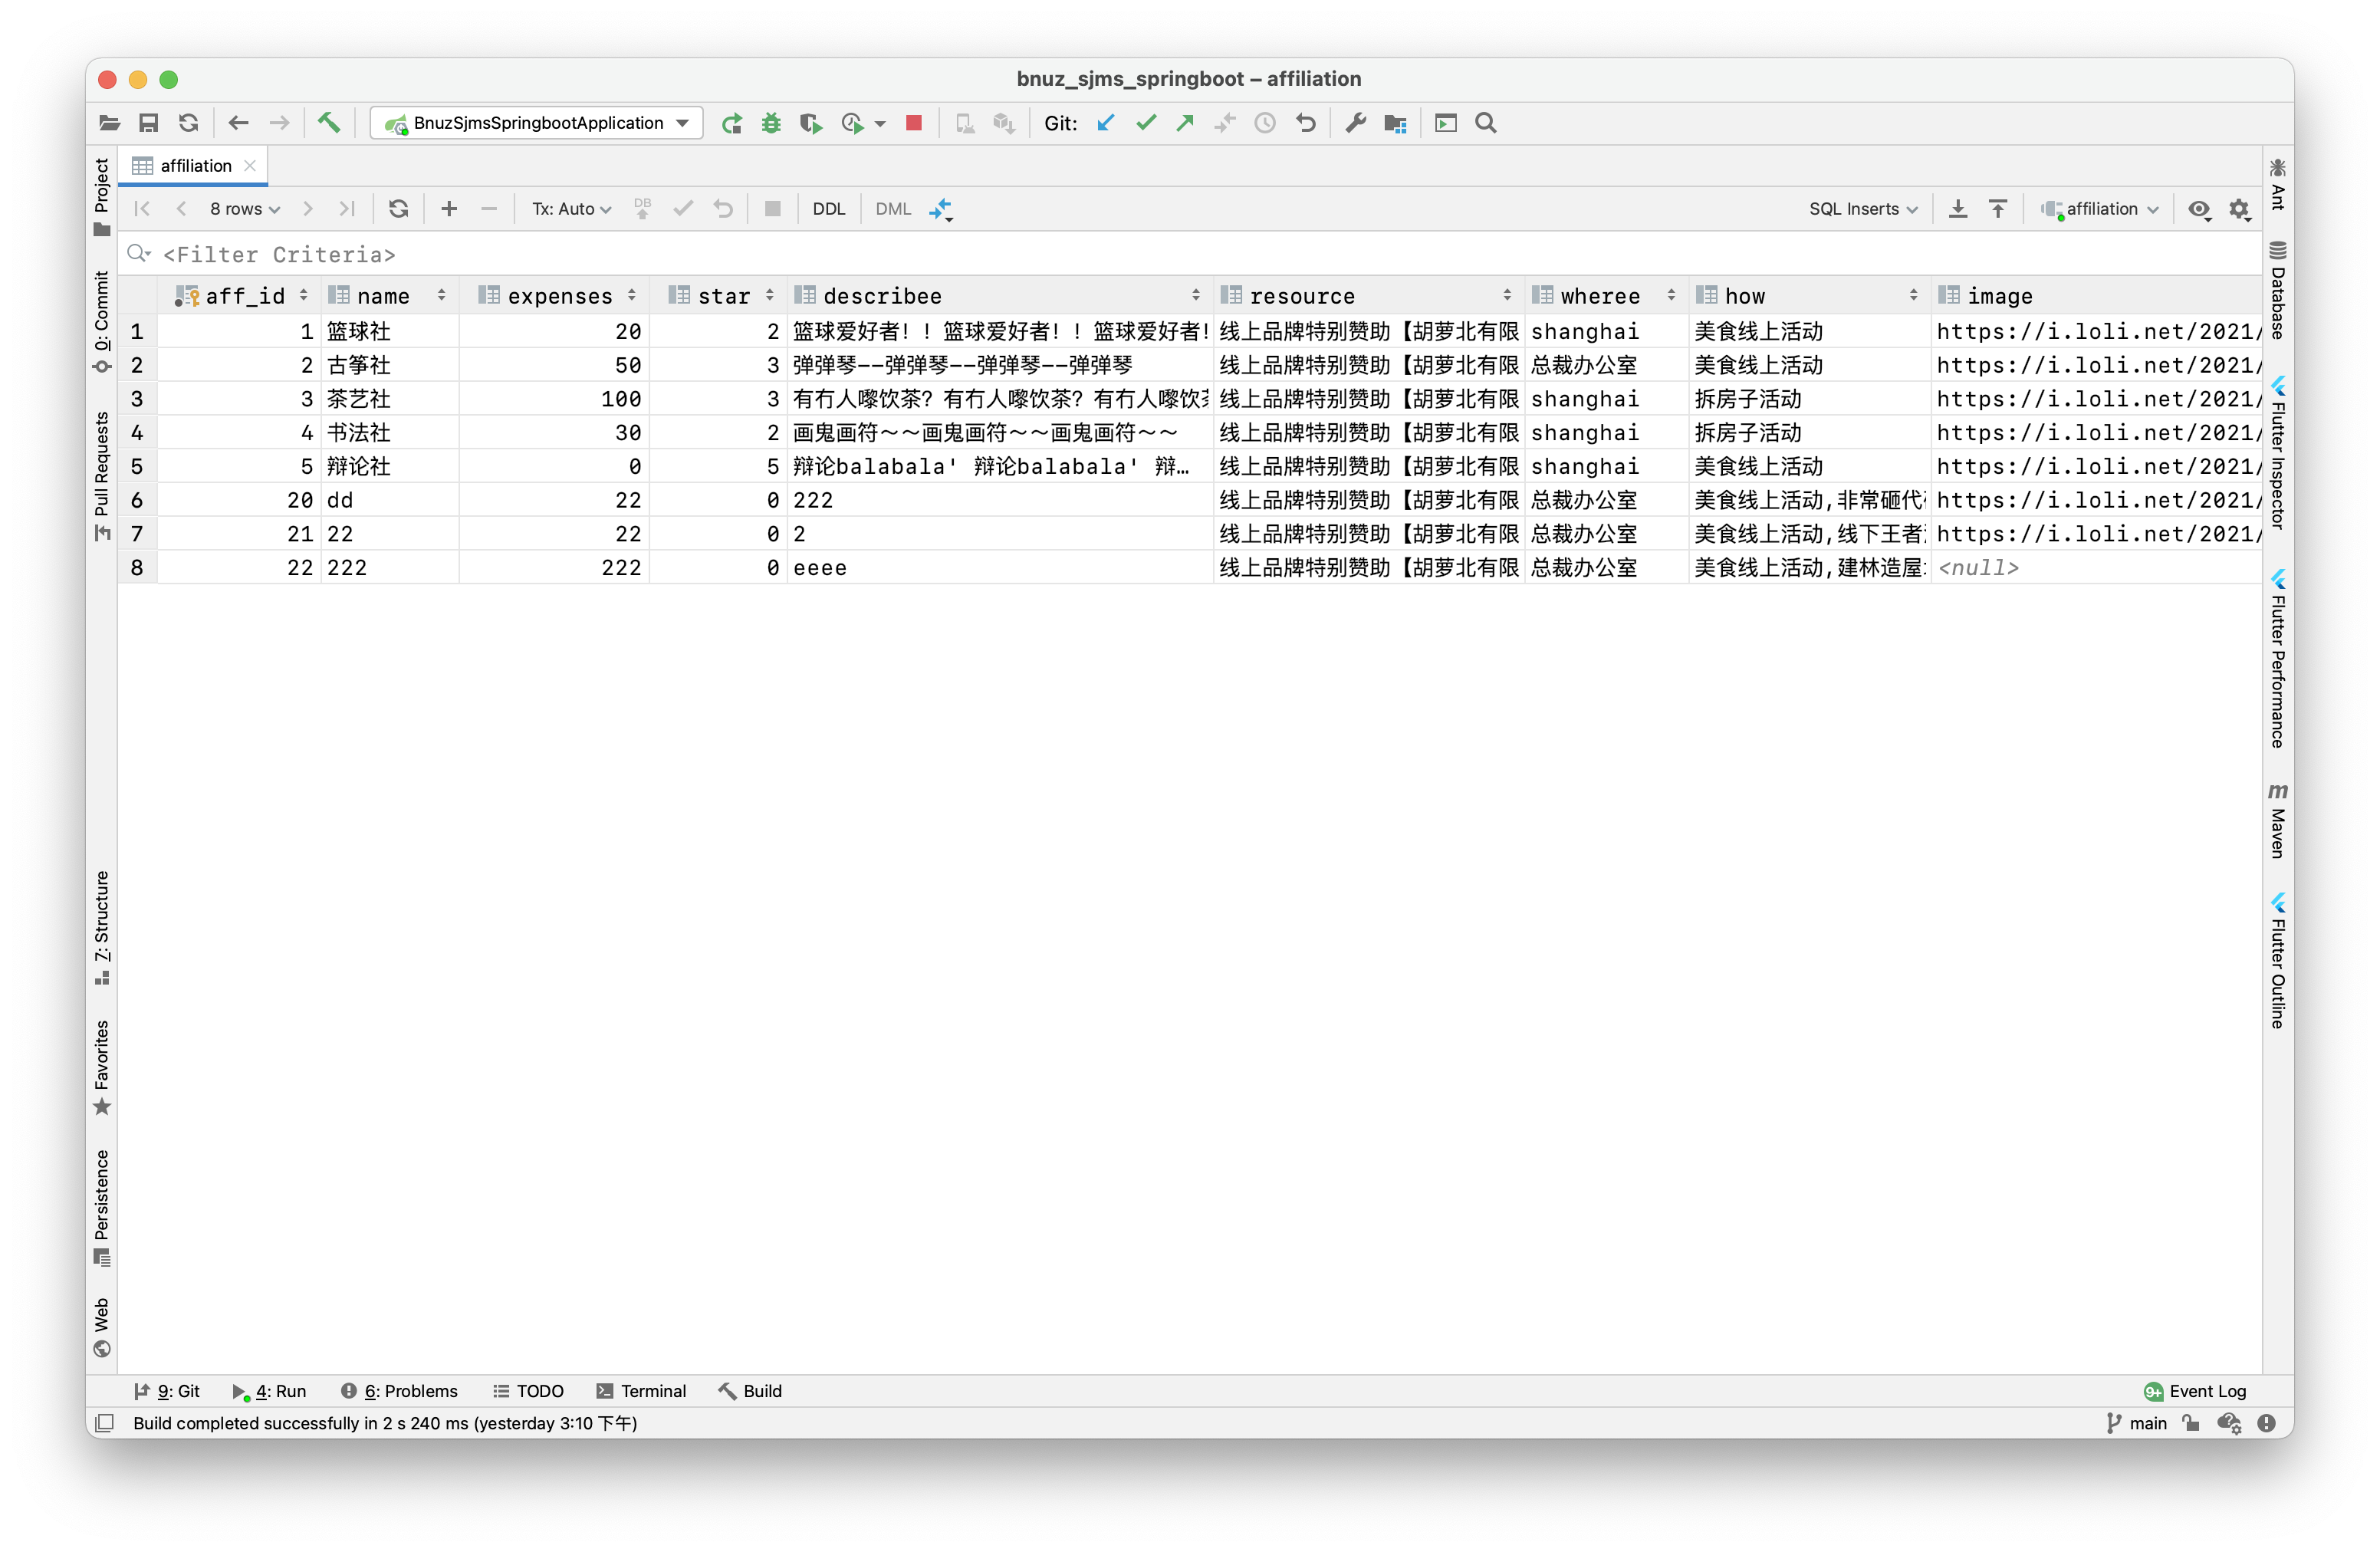 bnuz_sjms_springboot – affiliation
BnuzSjmsSpringbootApplication Git:
affiliation
8 rows Tx: Auto DB DDL DML SQL Inserts affiliation
<Filter Criteria>
aff_id name expenses star describee resource wheree how image
1 1 篮球社 20 2 篮球爱好者！！篮球爱好者！！篮球爱好者！ 线上品牌特别赞助【胡萝北有限 shanghai 美食线上活动 https://i.loli.net/2021/
2 2 古筝社 50 3 弹弹琴--弹弹琴--弹弹琴--弹弹琴 线上品牌特别赞助【胡萝北有限 总裁办公室 美食线上活动 https://i.loli.net/2021/
3 3 茶艺社 100 3 有冇人嚟饮茶？有冇人嚟饮茶？有冇人嚟饮茶 线上品牌特别赞助【胡萝北有限 shanghai 拆房子活动 https://i.loli.net/2021/
4 4 书法社 30 2 画鬼画符～～画鬼画符～～画鬼画符～～ 线上品牌特别赞助【胡萝北有限 shanghai 拆房子活动 https://i.loli.net/2021/
5 5 辩论社 0 5 辩论balabala' 辩论balabala' 辩… 线上品牌特别赞助【胡萝北有限 shanghai 美食线上活动 https://i.loli.net/2021/
6 20 dd 22 0 222 线上品牌特别赞助【胡萝北有限 总裁办公室 美食线上活动,非常砸代 https://i.loli.net/2021/
7 21 22 22 0 2 线上品牌特别赞助【胡萝北有限 总裁办公室 美食线上活动,线下王者 https://i.loli.net/2021/
8 22 222 222 0 eeee 线上品牌特别赞助【胡萝北有限 总裁办公室 美食线上活动,建林造屋 <null>
Project
0: Commit
Pull Requests
7: Structure
Favorites
Persistence
Web
Ant
Database
Flutter Inspector
Flutter Performance
m Maven
Flutter Outline
9: Git 4: Run 6: Problems TODO Terminal Build 9+ Event Log
Build completed successfully in 2 s 240 ms (yesterday 3:10 下午) main